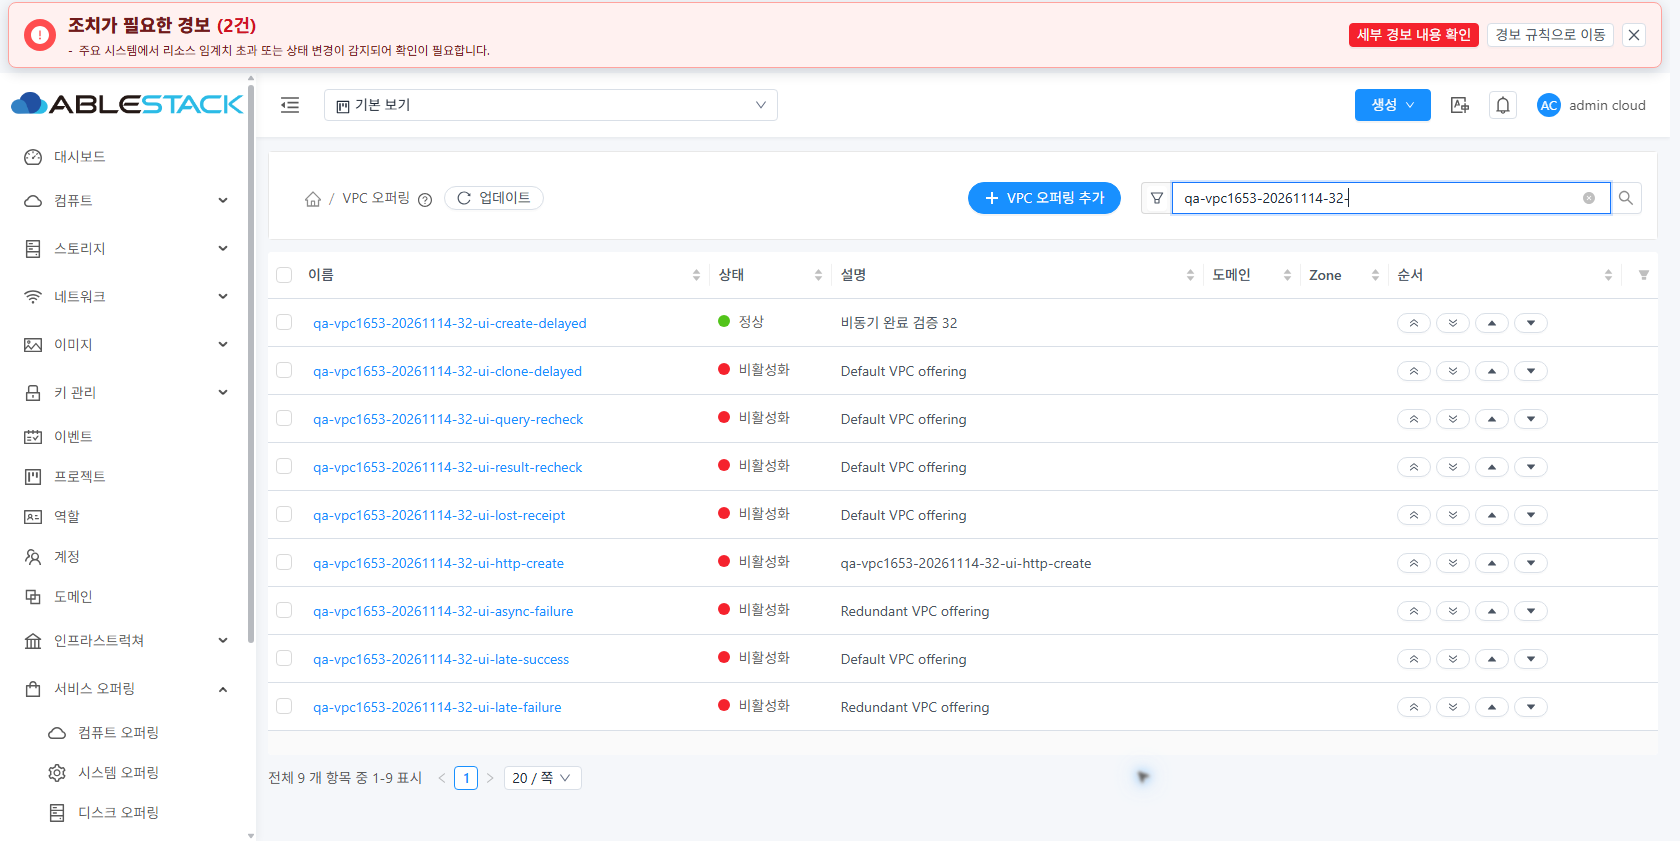 조치가 필요한 경보 (2건)
- 주요 시스템에서 리소스 임계치 초과 또는 상태 변경이 감지되어 확인이 필요합니다.
세부 경보 내용 확인
경보 규칙으로 이동
ABLESTACK
기본 보기
생성
AC admin cloud
대시보드
컴퓨트
스토리지
네트워크
이미지
키 관리
이벤트
프로젝트
역할
계정
도메인
인프라스트럭쳐
서비스 오퍼링
컴퓨트 오퍼링
시스템 오퍼링
디스크 오퍼링
/ VPC 오퍼링
업데이트
VPC 오퍼링 추가
qa-vpc1653-20261114-32-
이름 상태 설명 도메인 Zone 순서
qa-vpc1653-20261114-32-ui-create-delayed 정상 비동기 완료 검증 32
qa-vpc1653-20261114-32-ui-clone-delayed 비활성화 Default VPC offering
qa-vpc1653-20261114-32-ui-query-recheck 비활성화 Default VPC offering
qa-vpc1653-20261114-32-ui-result-recheck 비활성화 Default VPC offering
qa-vpc1653-20261114-32-ui-lost-receipt 비활성화 Default VPC offering
qa-vpc1653-20261114-32-ui-http-create 비활성화 qa-vpc1653-20261114-32-ui-http-create
qa-vpc1653-20261114-32-ui-async-failure 비활성화 Redundant VPC offering
qa-vpc1653-20261114-32-ui-late-success 비활성화 Default VPC offering
qa-vpc1653-20261114-32-ui-late-failure 비활성화 Redundant VPC offering
전체 9 개 항목 중 1-9 표시 < 1 > 20 / 쪽